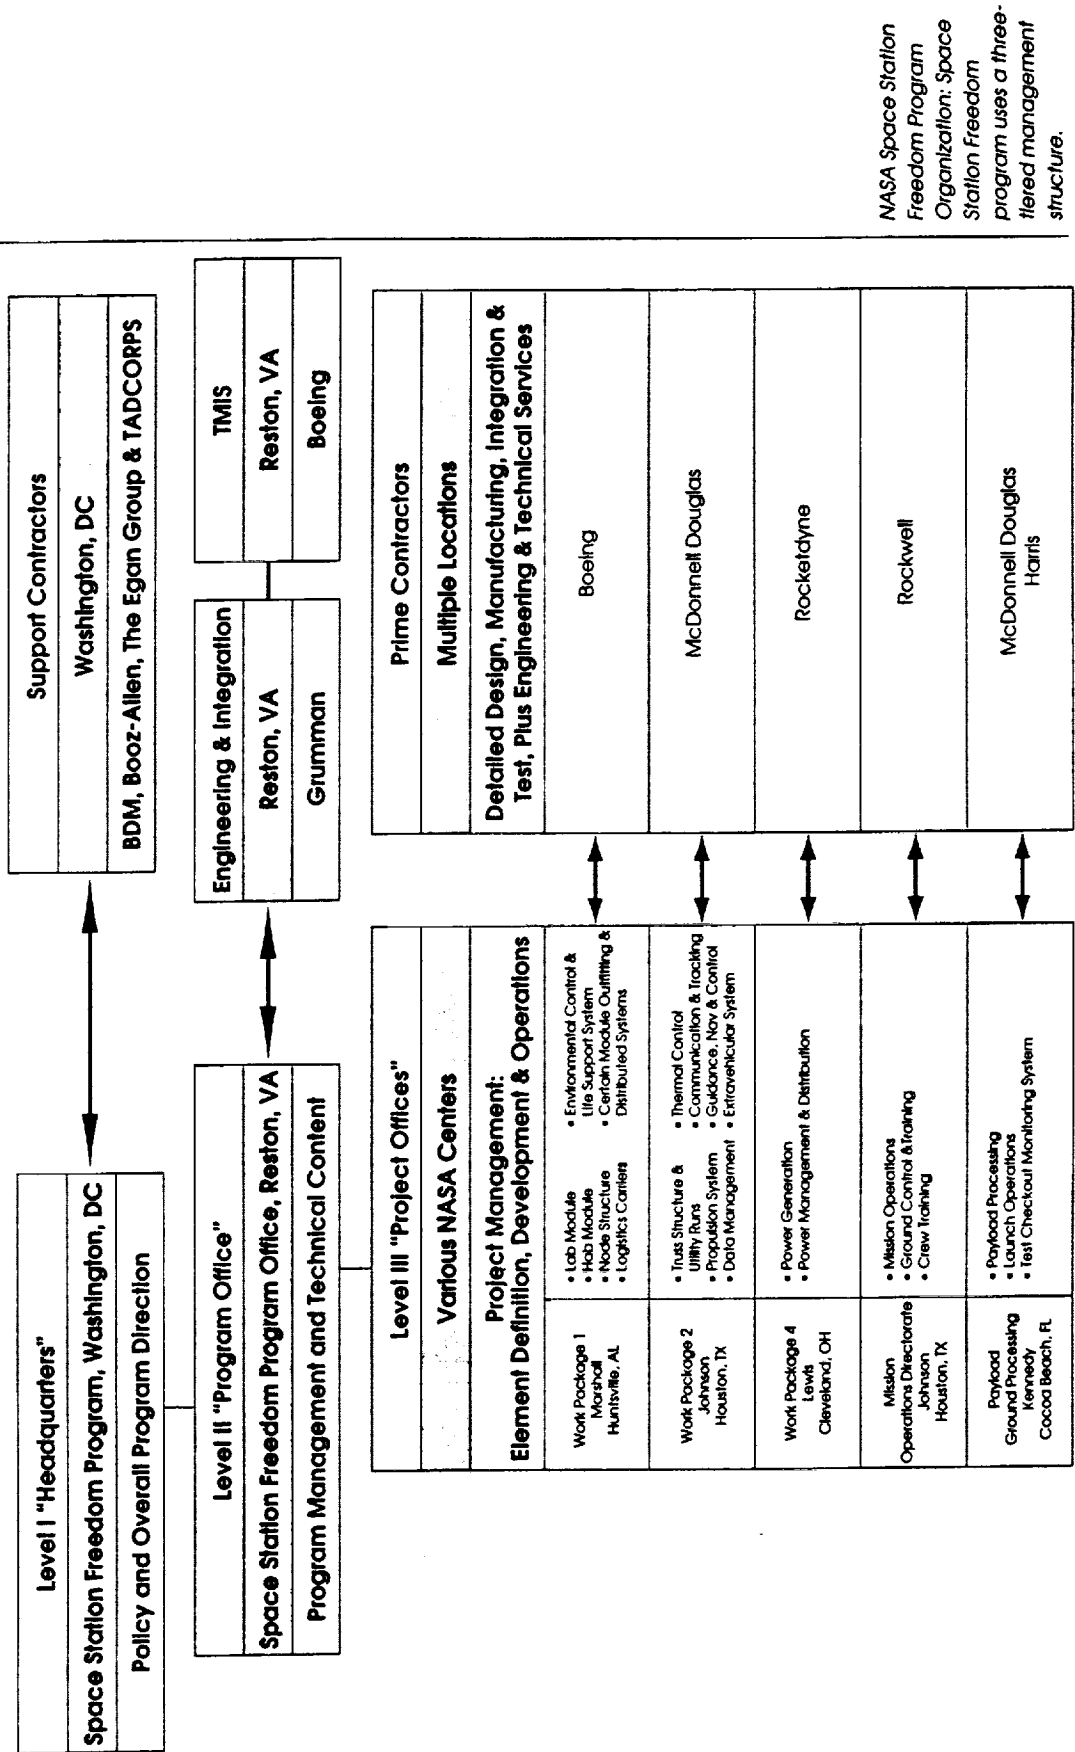 Level I "Headquarters"
Space Station Freedom Program, Washington, DC
Policy and Overall Program Direction
Support Contractors
Washington, DC
BDM, Booz-Allen, The Egan Group & TADCORPS
Level II "Program Office"
Space Station Freedom Program Office, Reston, VA
Program Management and Technical Content
Engineering & Integration
Reston, VA
Grumman
TMIS
Reston, VA
Boeing
Level III "Project Offices"
Various NASA Centers
Project Management:
Element Definition, Development & Operations
Work Package 1
Marshall
Huntsville, AL
• Lab Module
• Hab Module
• Node Structure
• Logistics Carriers
• Environmental Control &
Life Support System
• Certain Module Outfitting &
Distributed Systems
Work Package 2
Johnson
Houston, TX
• Truss Structure &
Utility Runs
• Propulsion System
• Data Management
• Thermal Control
• Communication & Tracking
• Guidance, Nav & Control
• Extravehicular System
Work Package 4
Lewis
Cleveland, OH
• Power Generation
• Power Management & Distribution
Mission
Operations Directorate
Johnson
Houston, TX
• Mission Operations
• Ground Control & Training
• Crew Training
Payload
Ground Processing
Kennedy
Cocoa Beach, FL
• Payload Processing
• Launch Operations
• Test Checkout Monitoring System
Prime Contractors
Multiple Locations
Detailed Design, Manufacturing, Integration &
Test, Plus Engineering & Technical Services
Boeing
McDonnell Douglas
Rocketdyne
Rockwell
McDonnell Douglas
Harris
NASA Space Station
Freedom Program
Organization: Space
Station Freedom
program uses a three-
tiered management
structure.